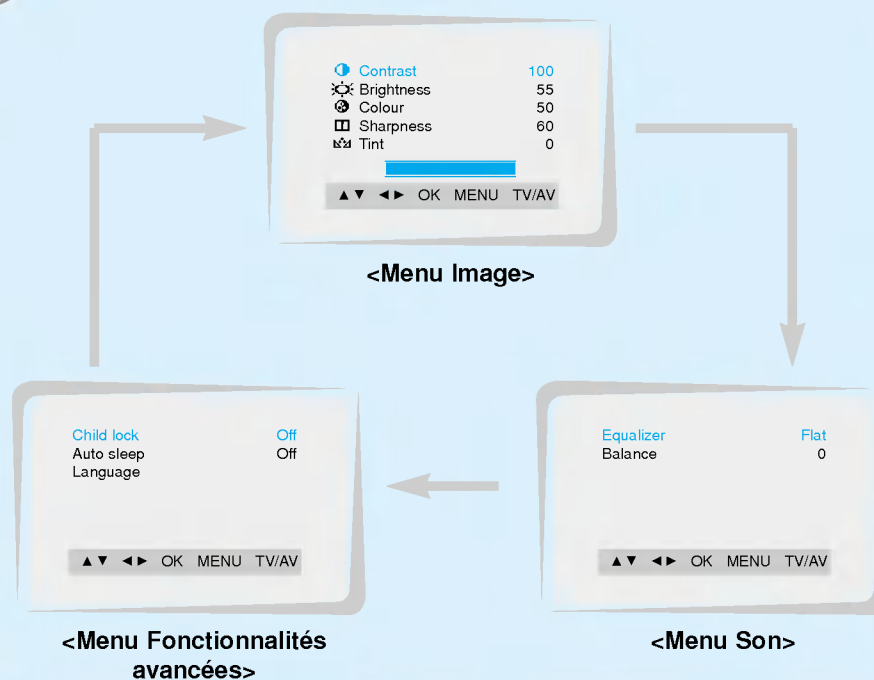 Contrast 100
Brightness 55
Colour 50
Sharpness 60
Tint 0
▲▼ ◄► OK MENU TV/AV
<Menu Image>
Child lock Off
Auto sleep Off
Language
▲▼ ◄► OK MENU TV/AV
<Menu Fonctionnalités
avancées>
Equalizer Flat
Balance 0
▲▼ ◄► OK MENU TV/AV
<Menu Son>